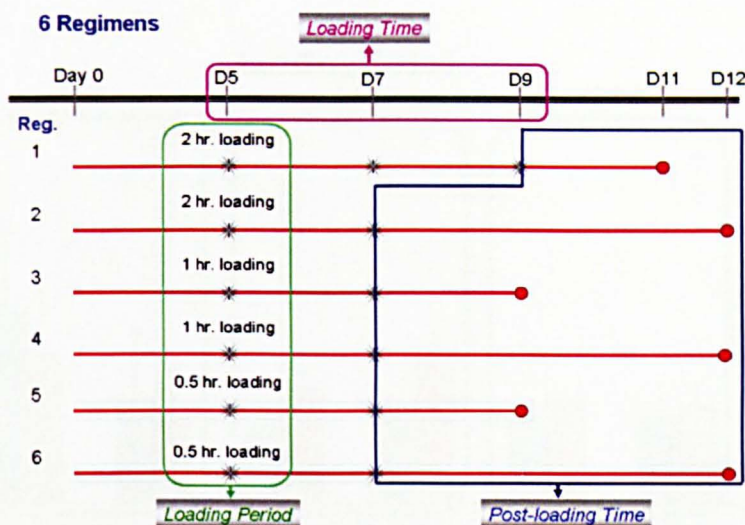 6 Regimens
Loading Time
Day 0 D5 D7 D9 D11 D12
Reg.
2 hr. loading
1
2 hr. loading
2
1 hr. loading
3
1 hr. loading
4
0.5 hr. loading
5
0.5 hr. loading
6
Loading Period Post-loading Time